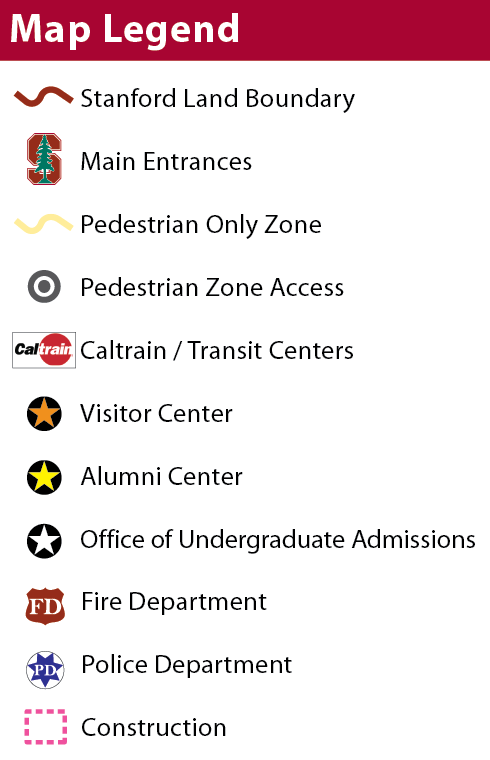 Map Legend
Stanford Land Boundary
S Main Entrances
Pedestrian Only Zone
Pedestrian Zone Access
Caltrain Caltrain / Transit Centers
Visitor Center
Alumni Center
Office of Undergraduate Admissions
FD Fire Department
PD Police Department
Construction